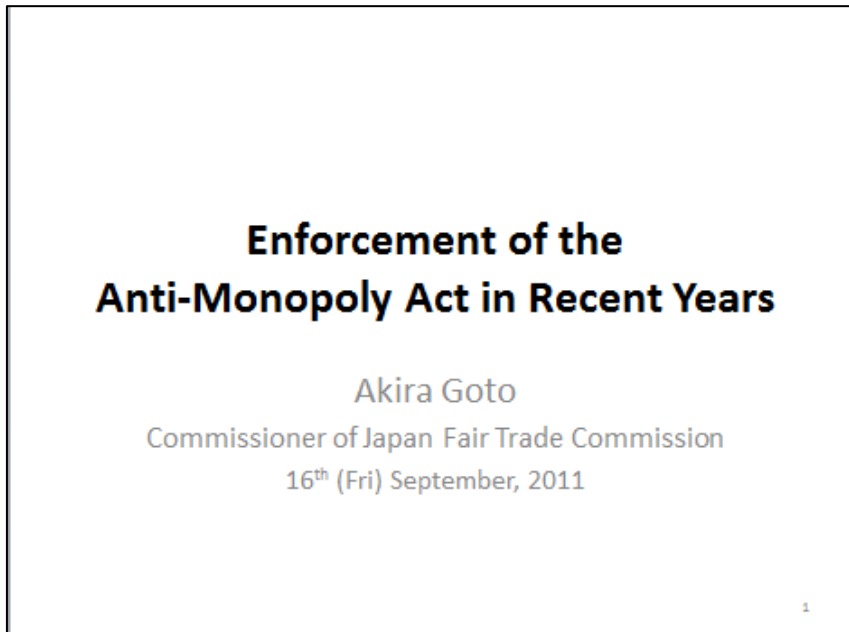 Enforcement of the
Anti-Monopoly Act in Recent Years
Akira Goto
Commissioner of Japan Fair Trade Commission
16th (Fri) September, 2011
1